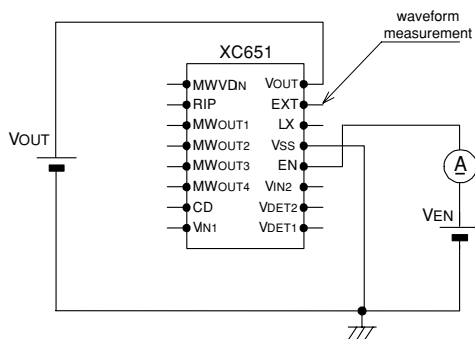 waveform
measurement
XC651
MWVDIN VOUT
RIP EXT
MWOUT1 LX
MWOUT2 VSS
MWOUT3 EN
MWOUT4 VIN2
CD VDET2
VIN1 VDET1
VOUT
A
VEN